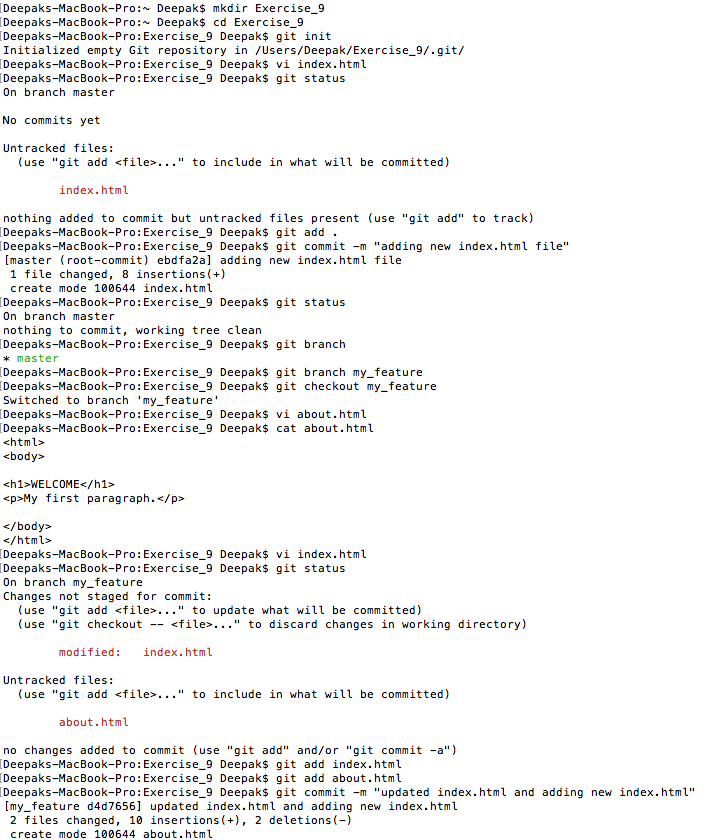 [Deepaks-MacBook-Pro:~ Deepak$ mkdir Exercise_9
[Deepaks-MacBook-Pro:~ Deepak$ cd Exercise_9
[Deepaks-MacBook-Pro:Exercise_9 Deepak$ git init
Initialized empty Git repository in /Users/Deepak/Exercise_9/.git/
[Deepaks-MacBook-Pro:Exercise_9 Deepak$ vi index.html
[Deepaks-MacBook-Pro:Exercise_9 Deepak$ git status
On branch master
No commits yet
Untracked files:
  (use "git add <file>..." to include in what will be committed)
        index.html
nothing added to commit but untracked files present (use "git add" to track)
[Deepaks-MacBook-Pro:Exercise_9 Deepak$ git add .
[Deepaks-MacBook-Pro:Exercise_9 Deepak$ git commit -m "adding new index.html file"
[master (root-commit) ebdfa2a] adding new index.html file
 1 file changed, 8 insertions(+)
 create mode 100644 index.html
[Deepaks-MacBook-Pro:Exercise_9 Deepak$ git status
On branch master
nothing to commit, working tree clean
[Deepaks-MacBook-Pro:Exercise_9 Deepak$ git branch
* master
[Deepaks-MacBook-Pro:Exercise_9 Deepak$ git branch my_feature
[Deepaks-MacBook-Pro:Exercise_9 Deepak$ git checkout my_feature
Switched to branch 'my_feature'
[Deepaks-MacBook-Pro:Exercise_9 Deepak$ vi about.html
[Deepaks-MacBook-Pro:Exercise_9 Deepak$ cat about.html
<html>
<body>
<h1>WELCOME</h1>
<p>My first paragraph.</p>
</body>
</html>
[Deepaks-MacBook-Pro:Exercise_9 Deepak$ vi index.html
[Deepaks-MacBook-Pro:Exercise_9 Deepak$ git status
On branch my_feature
Changes not staged for commit:
  (use "git add <file>..." to update what will be committed)
  (use "git checkout -- <file>..." to discard changes in working directory)
        modified:   index.html
Untracked files:
  (use "git add <file>..." to include in what will be committed)
        about.html
no changes added to commit (use "git add" and/or "git commit -a")
[Deepaks-MacBook-Pro:Exercise_9 Deepak$ git add index.html
[Deepaks-MacBook-Pro:Exercise_9 Deepak$ git add about.html
[Deepaks-MacBook-Pro:Exercise_9 Deepak$ git commit -m "updated index.html and adding new index.html"
[my_feature d4d7656] updated index.html and adding new index.html
 2 files changed, 10 insertions(+), 2 deletions(-)
 create mode 100644 about.html